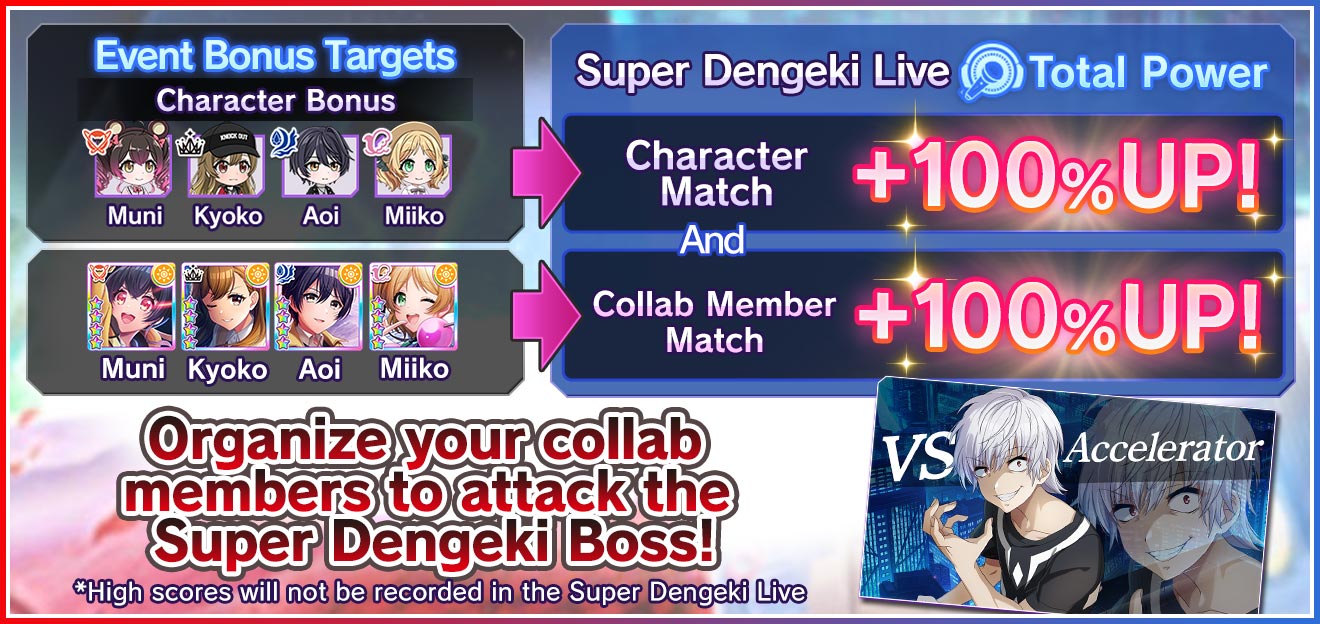 Event Bonus Targets
Character Bonus
KNOCK OUT
Muni
Kyoko
Aoi
Miiko
Muni
Kyoko
Aoi
Miiko
Super Dengeki Live Total Power
Character
Match
+100%UP!
And
Collab Member
Match
+100%UP!
Organize your collab
members to attack the
Super Dengeki Boss!
*High scores will not be recorded in the Super Dengeki Live
VS
Accelerator